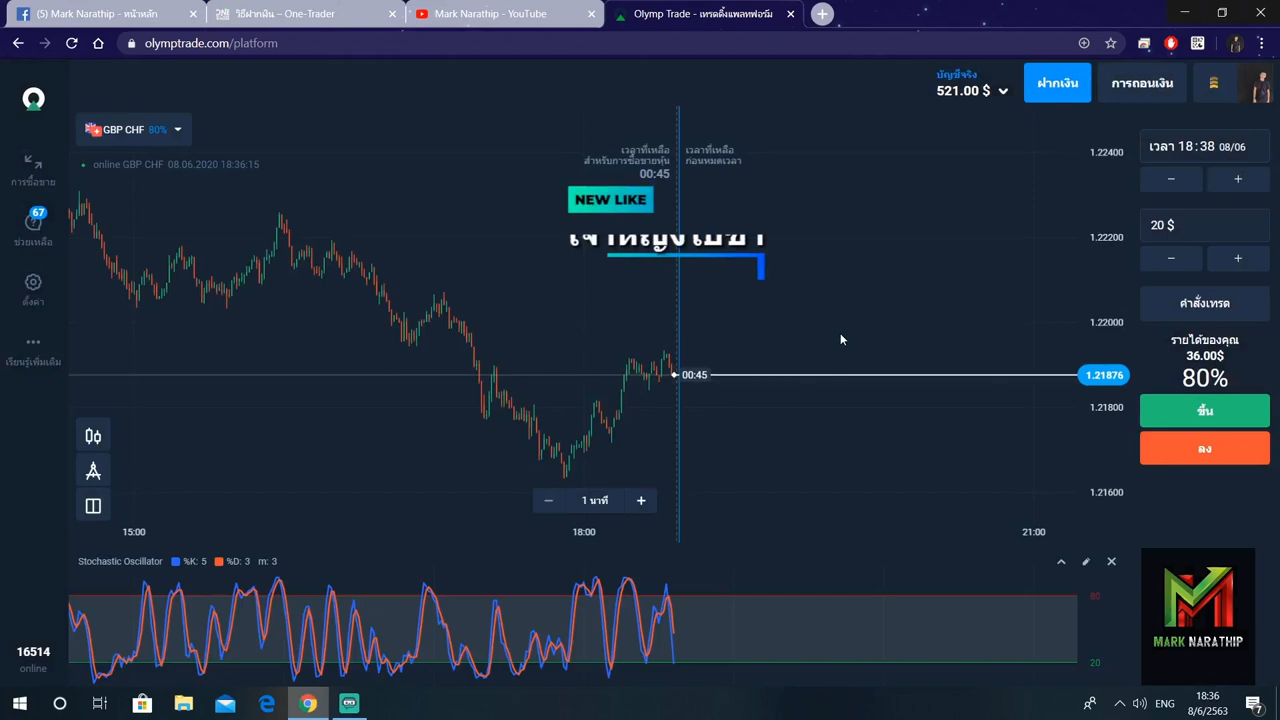 (5) Mark Narathip - หน้าหลัก
วิธีฝากเงิน – One-Trader
Mark Narathip - YouTube
Olymp Trade - เทรดดิ้งแพลทฟอร์ม
olymptrade.com/platform
บัญชีจริง
521.00 $
ฝากเงิน
การถอนเงิน
GBP CHF 80%
online GBP CHF 08.06.2020 18:36:15
เวลาที่เหลือ
สำหรับการซื้อขายหุ้น
00:45
เวลาที่เหลือ
ก่อนหมดเวลา
NEW LIKE
การซื้อขาย
67
ช่วยเหลือ
ตั้งค่า
เรียนรู้เพิ่มเติม
1.22400
1.22200
1.22000
00:45
1.21876
1.21800
1.21600
1 นาที
15:00
18:00
21:00
เวลา 18:38 08/06
20 $
คำสั่งเทรด
รายได้ของคุณ
36.00$
80%
ขึ้น
ลง
Stochastic Oscillator %K: 5 %D: 3 m: 3
80
20
MARK NARATHIP
16514
online
ENG
18:36
8/6/2563
7